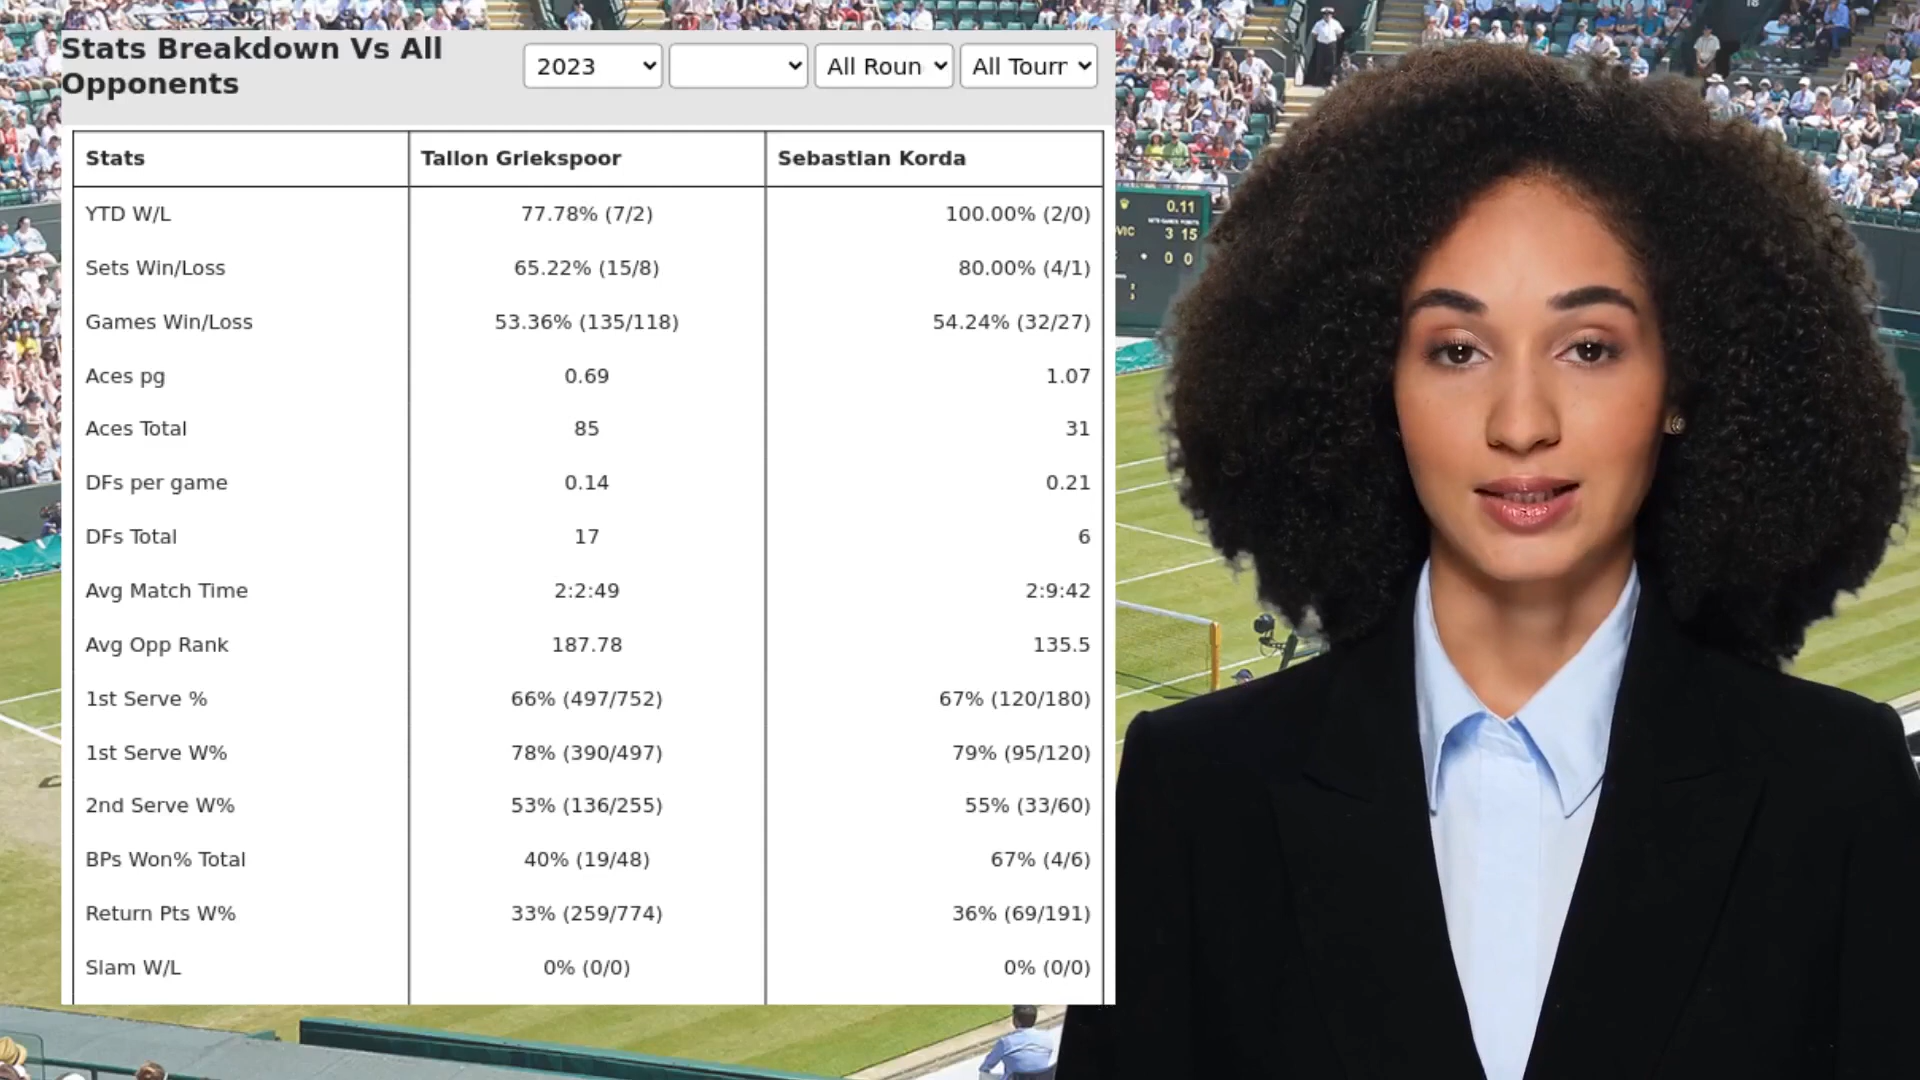 Stats Breakdown Vs All
Opponents
2023
All Roun
All Tourr
Stats Tallon Griekspoor Sebastian Korda
YTD W/L 77.78% (7/2) 100.00% (2/0)
Sets Win/Loss 65.22% (15/8) 80.00% (4/1)
Games Win/Loss 53.36% (135/118) 54.24% (32/27)
Aces pg 0.69 1.07
Aces Total 85 31
DFs per game 0.14 0.21
DFs Total 17 6
Avg Match Time 2:2:49 2:9:42
Avg Opp Rank 187.78 135.5
1st Serve % 66% (497/752) 67% (120/180)
1st Serve W% 78% (390/497) 79% (95/120)
2nd Serve W% 53% (136/255) 55% (33/60)
BPs Won% Total 40% (19/48) 67% (4/6)
Return Pts W% 33% (259/774) 36% (69/191)
Slam W/L 0% (0/0) 0% (0/0)
18
0.11
VIC 3 15
0 0